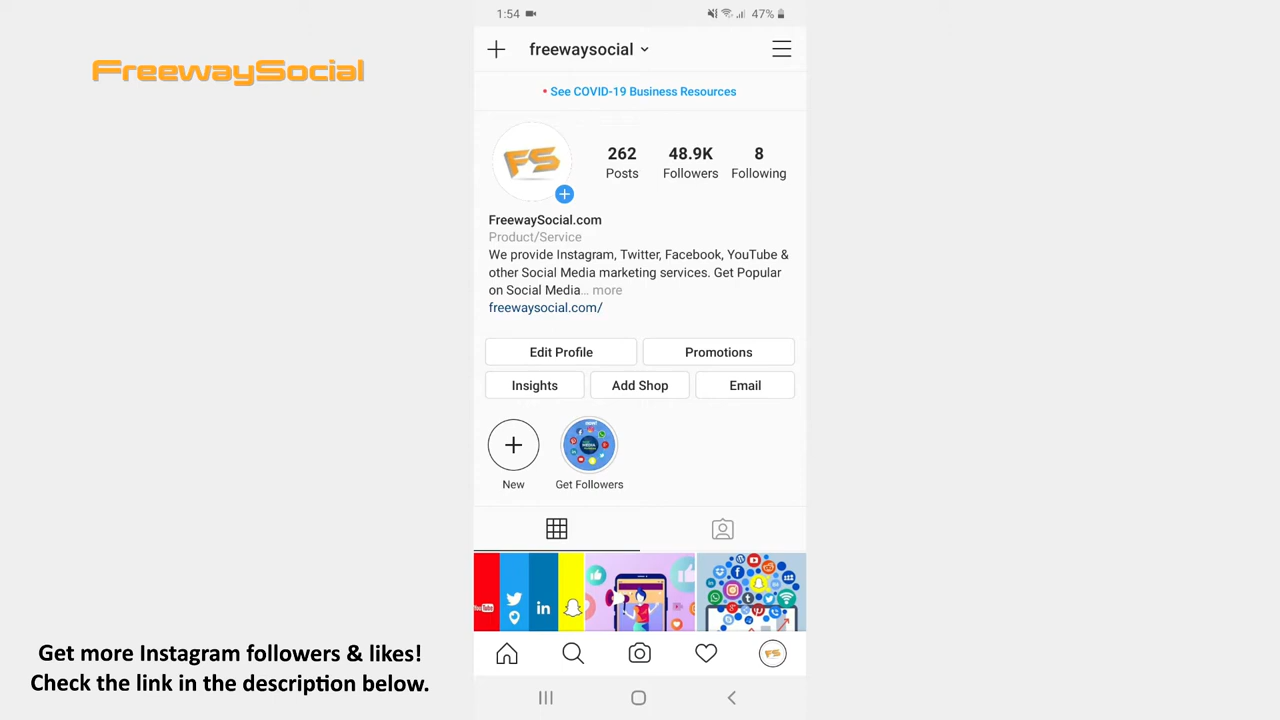 1:54
47%
FreewaySocial
freewaysocial
• See COVID-19 Business Resources
FS
262
48.9K
8
Posts
Followers
Following
FreewaySocial.com
Product/Service
We provide Instagram, Twitter, Facebook, YouTube &
other Social Media marketing services. Get Popular
on Social Media... more
freewaysocial.com/
Edit Profile
Promotions
Insights
Add Shop
Email
New
Get Followers
YouTube
in
FS
Get more Instagram followers & likes!
Check the link in the description below.